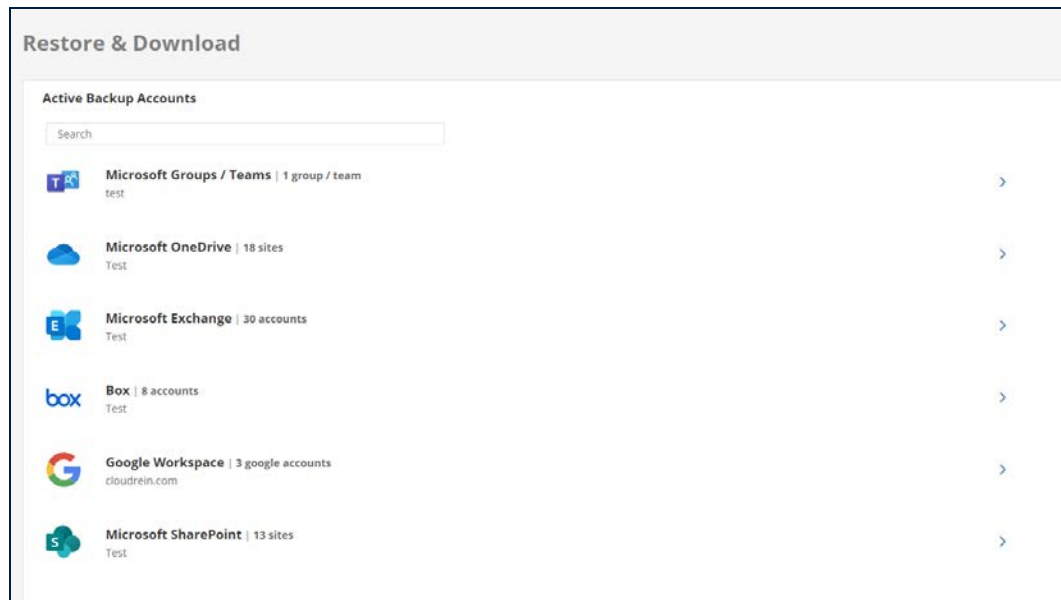 Restore & Download
Active Backup Accounts
Search
T
Microsoft Groups / Teams | 1 group / team
test
Microsoft OneDrive | 18 sites
Test
E
Microsoft Exchange | 30 accounts
Test
box
Box | 8 accounts
Test
G
Google Workspace | 3 google accounts
cloudrein.com
S
Microsoft SharePoint | 13 sites
Test